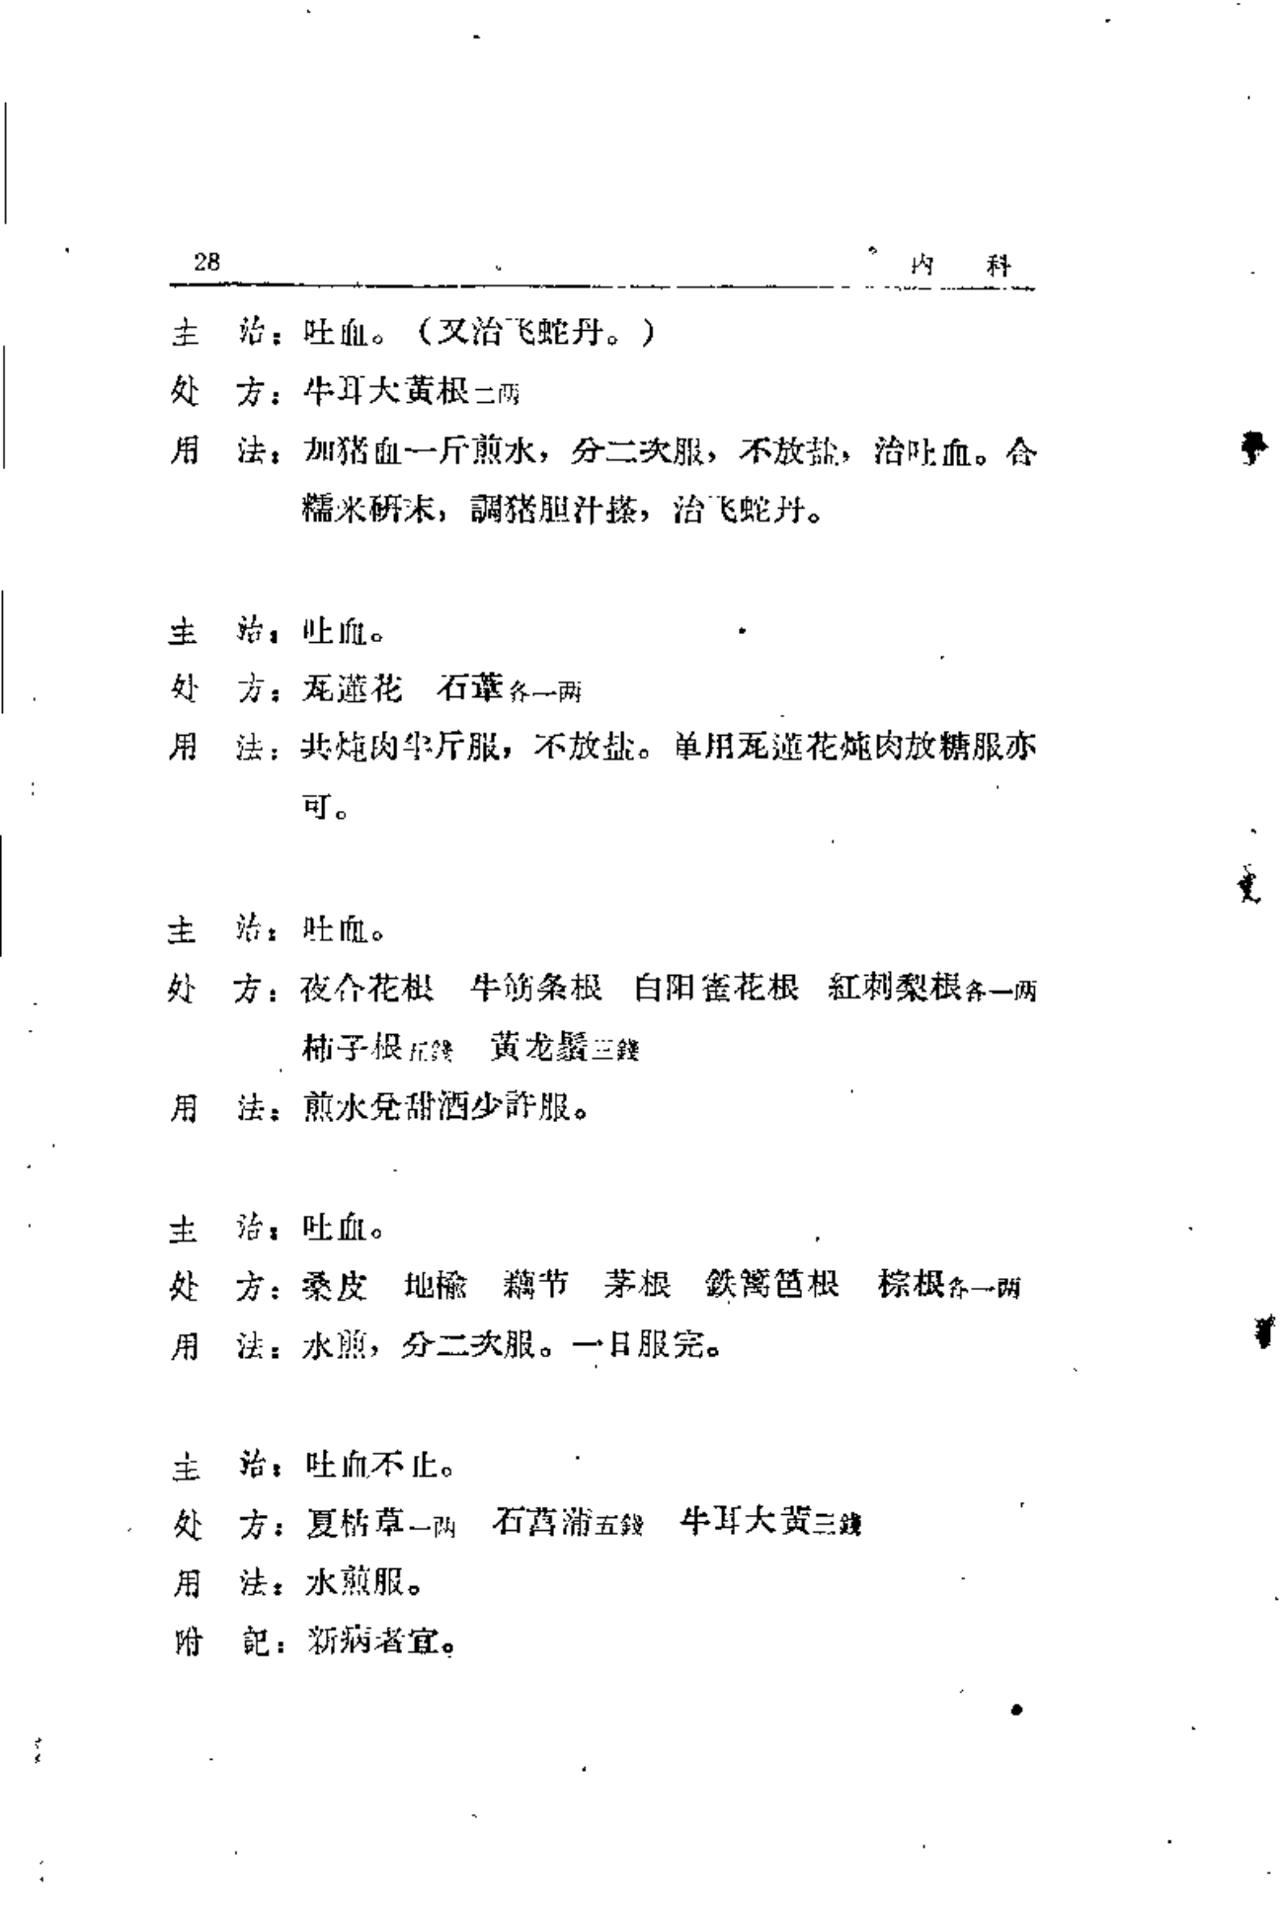 28 内 科
主 治：吐血。（又治飞蛇丹。）
处 方：牛耳大黃根二两
用 法：加猪血一斤煎水，分二次服，不放盐，治吐血。合
糯米研末，調猪胆汁搽，治飞蛇丹。
主 治：吐血。
处 方：瓦蓮花 石葦各一两
用 法：共炖肉半斤服，不放盐。单用瓦蓮花炖肉放糖服亦
可。
主 治：吐血。
处 方：夜合花根 牛筋条根 白阳雀花根 紅刺梨根各一两
柿子根五錢 黄龙鬚三錢
用 法：煎水兌甜酒少許服。
主 治：吐血。
处 方：桑皮 地榆 藕节 茅根 鉄篱笆根 棕根各一两
用 法：水煎，分二次服。一日服完。
主 治：吐血不止。
处 方：夏枯草一两 石菖蒲五錢 牛耳大黄三錢
用 法：水煎服。
附 記：新病者宜。